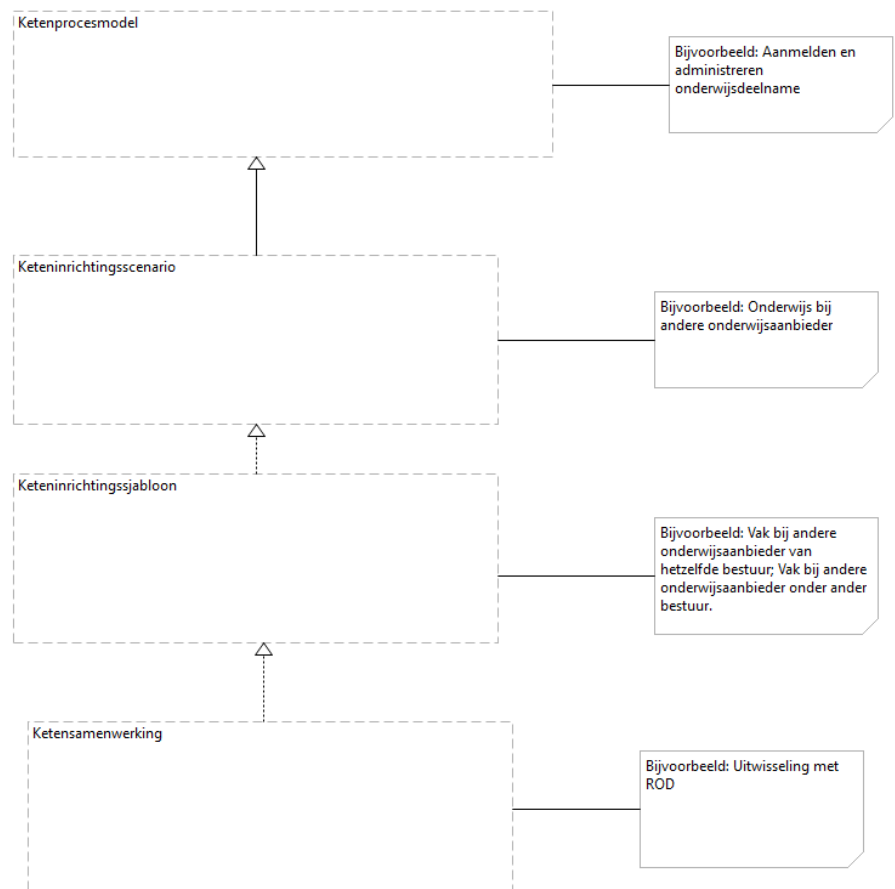 Ketenprocesmodel
Bijvoorbeeld: Aanmelden en
administreren
onderwijsdeelname
Keteninrichtingsscenario
Bijvoorbeeld: Onderwijs bij
andere onderwijsaanbieder
Keteninrichtingssjabloon
Bijvoorbeeld: Vak bij andere
onderwijsaanbieder van
hetzelfde bestuur; Vak bij andere
onderwijsaanbieder onder ander
bestuur.
Ketensamenwerking
Bijvoorbeeld: Uitwisseling met
ROD